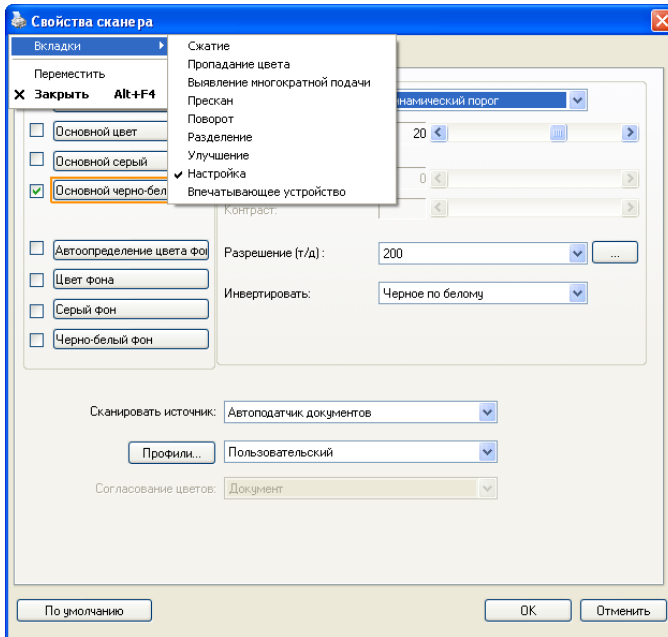 Свойства сканера
Вкладки
Переместить
Закрыть Alt+F4
Сжатие
Пропадание цвета
Выявление многократной подачи
Прескан
Поворот
Разделение
Улучшение
Настройка
Впечатывающее устройство
намический порог
Основной цвет
20
Основной серый
0
Основной черно-бел
Контраст:
Автоопределение цвета фо
Разрешение (т/д) :
200
...
Цвет фона
Инвертировать:
Черное по белому
Серый фон
Черно-белый фон
Сканировать источник:
Автоподатчик документов
Профили...
Пользовательский
Согласование цветов:
Документ
По умолчанию
OK
Отменить